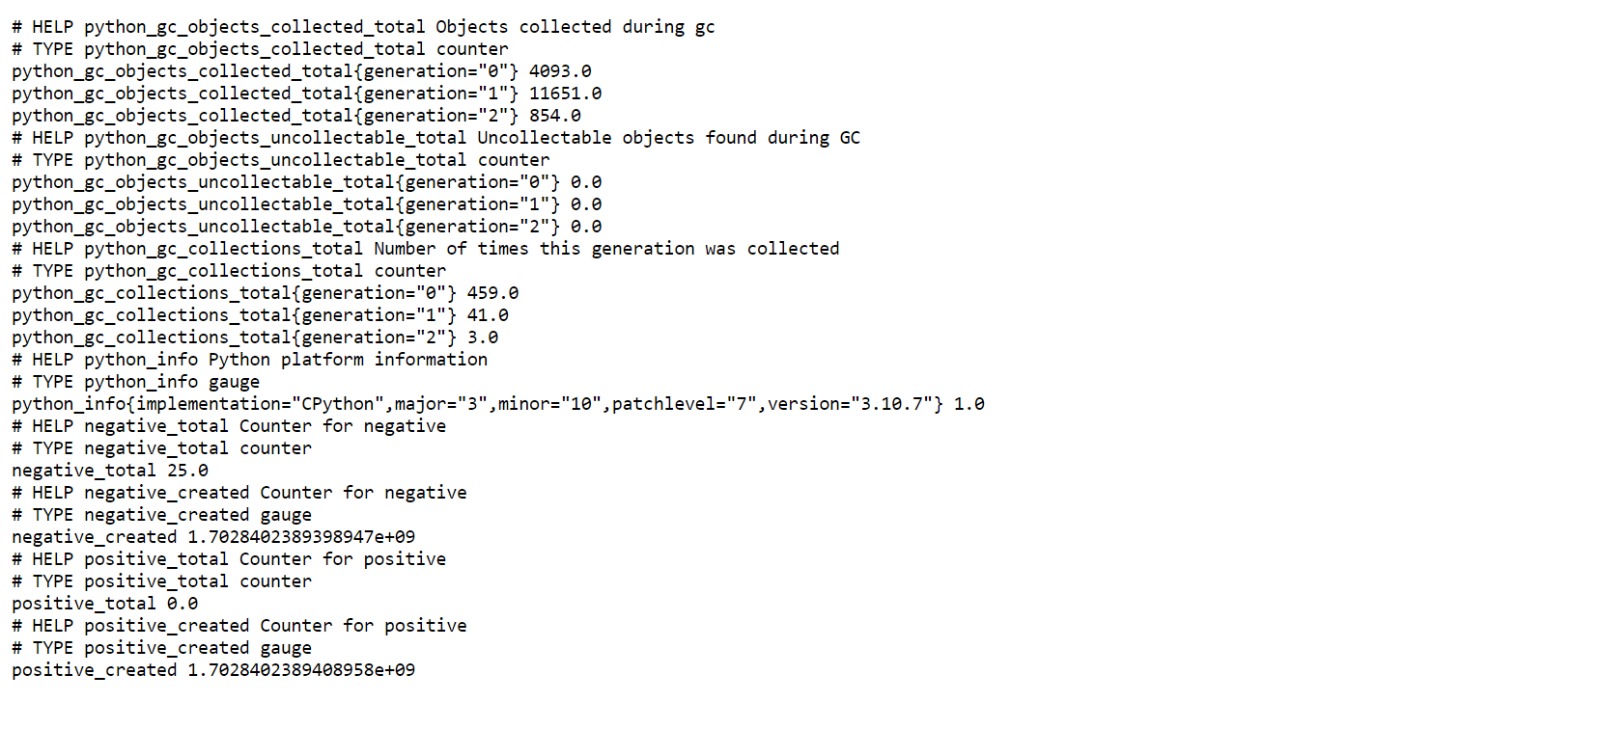 # HELP python_gc_objects_collected_total Objects collected during gc
# TYPE python_gc_objects_collected_total counter
python_gc_objects_collected_total{generation="0"} 4093.0
python_gc_objects_collected_total{generation="1"} 11651.0
python_gc_objects_collected_total{generation="2"} 854.0
# HELP python_gc_objects_uncollectable_total Uncollectable objects found during GC
# TYPE python_gc_objects_uncollectable_total counter
python_gc_objects_uncollectable_total{generation="0"} 0.0
python_gc_objects_uncollectable_total{generation="1"} 0.0
python_gc_objects_uncollectable_total{generation="2"} 0.0
# HELP python_gc_collections_total Number of times this generation was collected
# TYPE python_gc_collections_total counter
python_gc_collections_total{generation="0"} 459.0
python_gc_collections_total{generation="1"} 41.0
python_gc_collections_total{generation="2"} 3.0
# HELP python_info Python platform information
# TYPE python_info gauge
python_info{implementation="CPython",major="3",minor="10",patchlevel="7",version="3.10.7"} 1.0
# HELP negative_total Counter for negative
# TYPE negative_total counter
negative_total 25.0
# HELP negative_created Counter for negative
# TYPE negative_created gauge
negative_created 1.7028402389398947e+09
# HELP positive_total Counter for positive
# TYPE positive_total counter
positive_total 0.0
# HELP positive_created Counter for positive
# TYPE positive_created gauge
positive_created 1.7028402389408958e+09